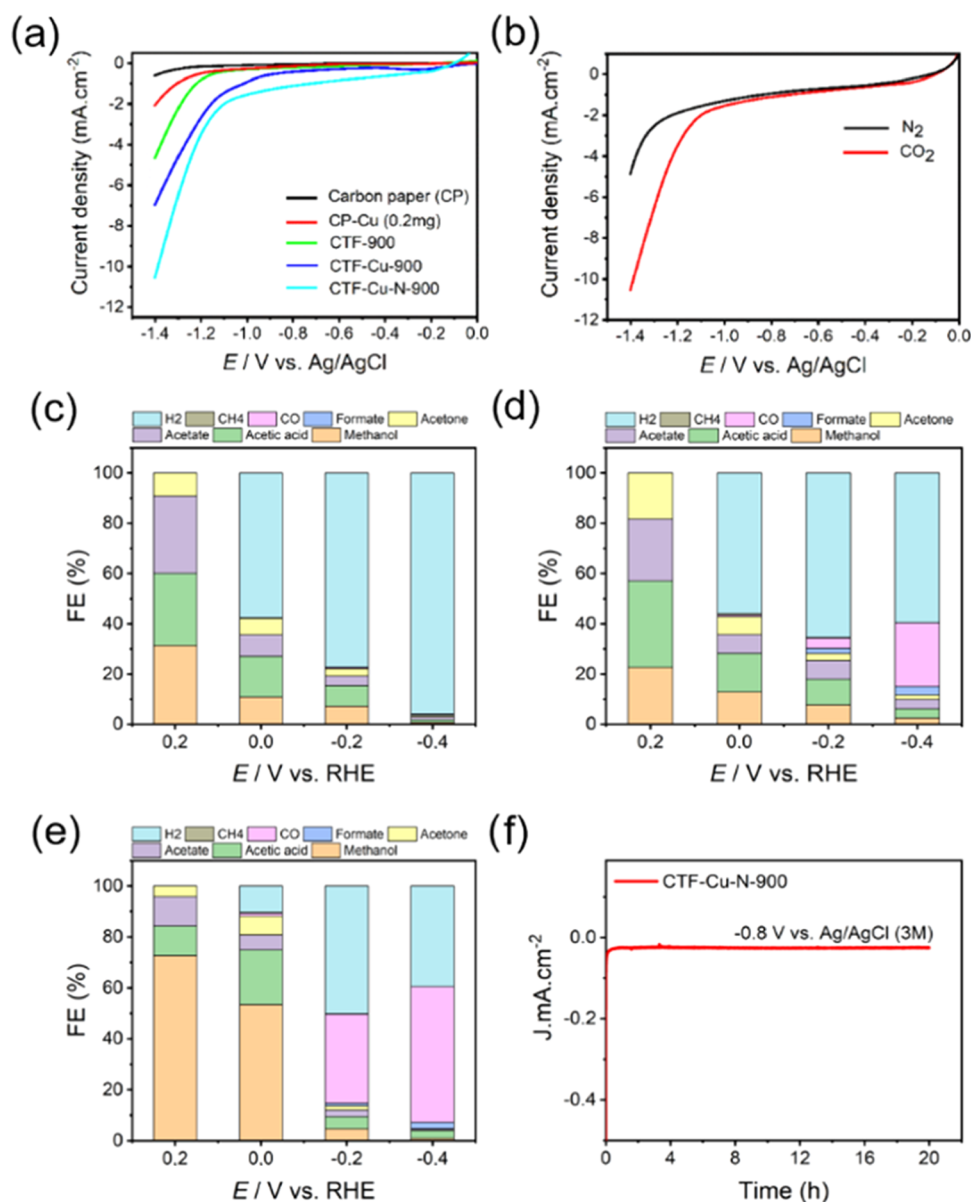 (a)
Current density (mA.cm-2)
0
-2
-4
-6
-8
-10
-12
Carbon paper (CP)
CP-Cu (0.2mg)
CTF-900
CTF-Cu-900
CTF-Cu-N-900
-1.4 -1.2 -1.0 -0.8 -0.6 -0.4 -0.2 0.0
E / V vs. Ag/AgCl
(b)
Current density (mA.cm-2)
0
-2
-4
-6
-8
-10
-12
N2
CO2
-1.4 -1.2 -1.0 -0.8 -0.6 -0.4 -0.2 0.0
E / V vs. Ag/AgCl
(c)
H2 CH4 CO Formate Acetone
Acetate Acetic acid Methanol
FE (%)
100
80
60
40
20
0
0.2 0.0 -0.2 -0.4
E / V vs. RHE
(d)
H2 CH4 CO Formate Acetone
Acetate Acetic acid Methanol
FE (%)
100
80
60
40
20
0
0.2 0.0 -0.2 -0.4
E / V vs. RHE
(e)
H2 CH4 CO Formate Acetone
Acetate Acetic acid Methanol
FE (%)
100
80
60
40
20
0
0.2 0.0 -0.2 -0.4
E / V vs. RHE
(f)
J.mA.cm-2
CTF-Cu-N-900
-0.8 V vs. Ag/AgCl (3M)
0.0
-0.2
-0.4
0 4 8 12 16 20
Time (h)